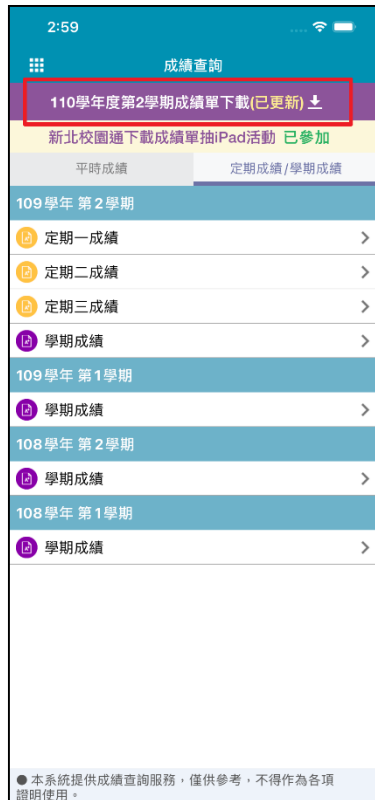 2:59
成績查詢
110學年度第2學期成績單下載(已更新)
新北校園通下載成績單抽iPad活動 已參加
平時成績 定期成績/學期成績
109學年 第2學期
定期一成績
定期二成績
定期三成績
學期成績
109學年 第1學期
學期成績
108學年 第2學期
學期成績
108學年 第1學期
學期成績
● 本系統提供成績查詢服務，僅供參考，不得作為各項
證明使用。